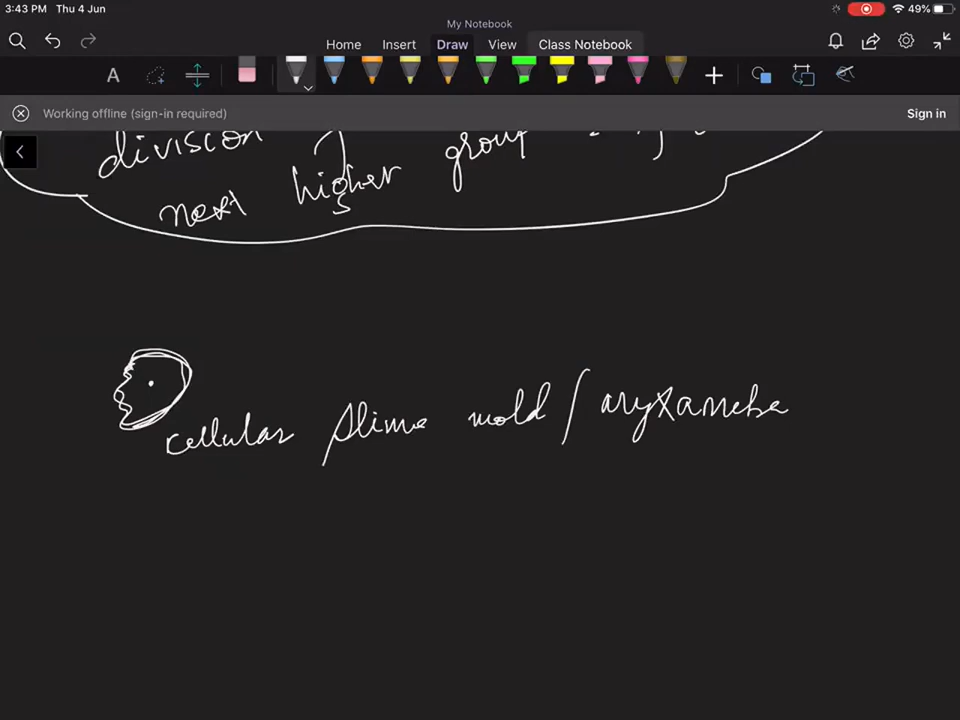 3:43 PM Thu 4 Jun
My Notebook
49%
Home Insert Draw View Class Notebook
A
Working offline (sign-in required)
Sign in
division of group
next higher
cellular slime mold /